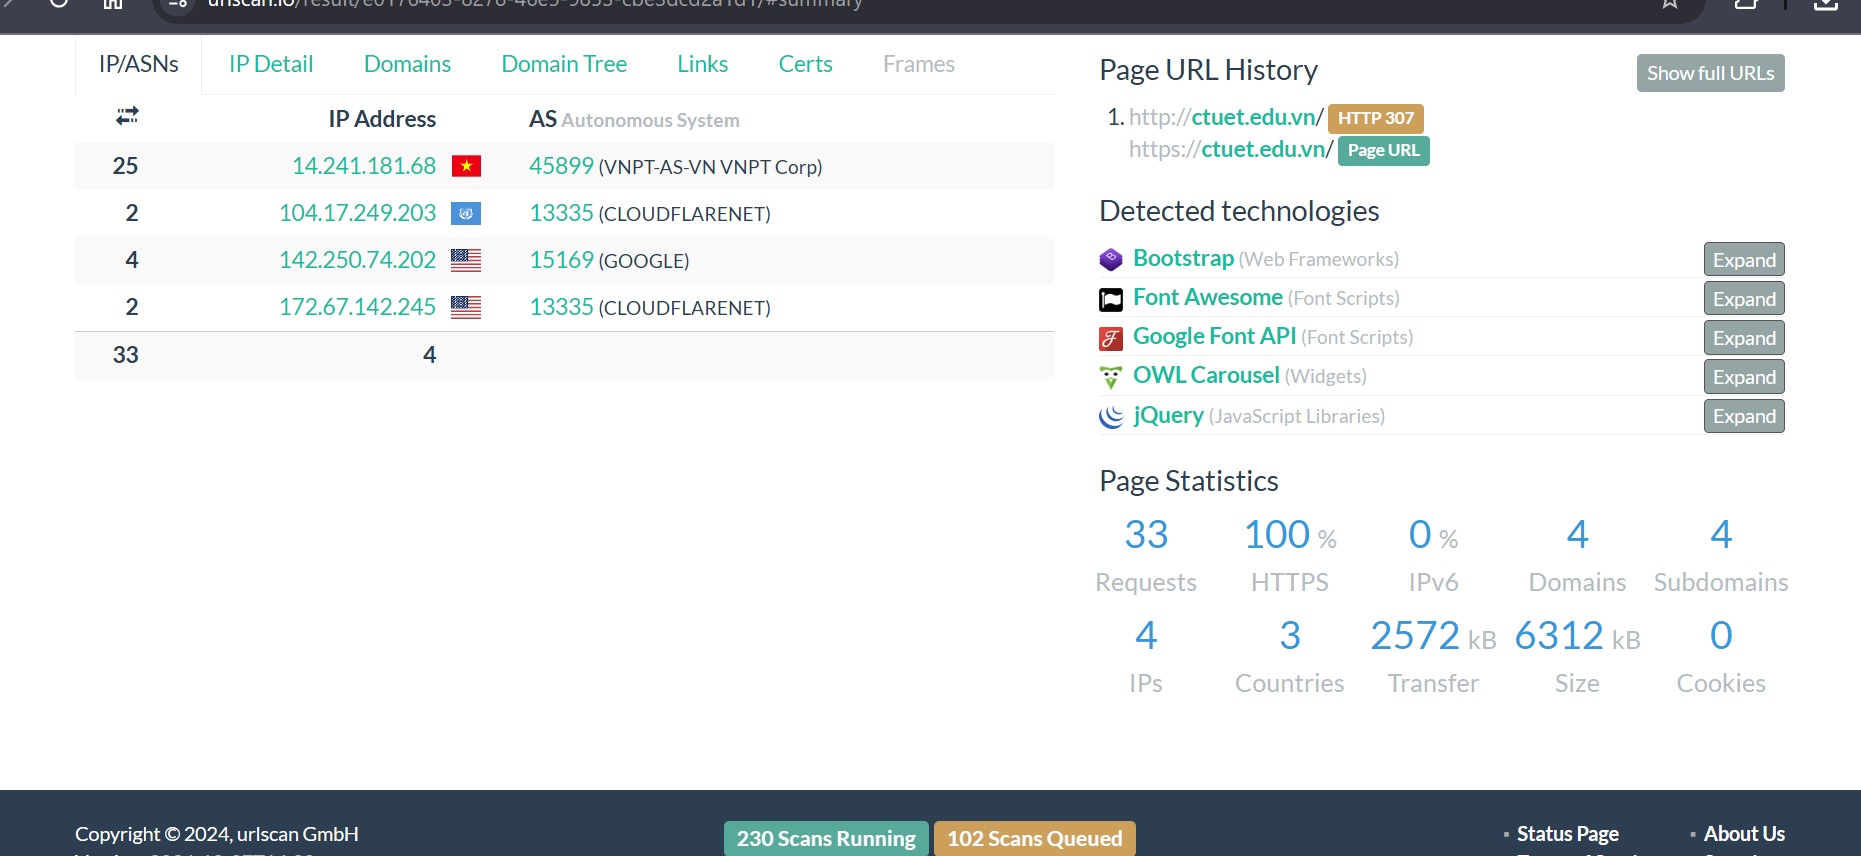 IP/ASNs IP Detail Domains Domain Tree Links Certs Frames
IP Address AS Autonomous System
25 14.241.181.68 45899 (VNPT-AS-VN VNPT Corp)
2 104.17.249.203 13335 (CLOUDFLARENET)
4 142.250.74.202 15169 (GOOGLE)
2 172.67.142.245 13335 (CLOUDFLARENET)
33 4
Page URL History Show full URLs
1. http://ctuet.edu.vn/ HTTP 307
https://ctuet.edu.vn/ Page URL
Detected technologies
Bootstrap (Web Frameworks) Expand
Font Awesome (Font Scripts) Expand
Google Font API (Font Scripts) Expand
OWL Carousel (Widgets) Expand
jQuery (JavaScript Libraries) Expand
Page Statistics
33 100 % 0 % 4 4
Requests HTTPS IPv6 Domains Subdomains
4 3 2572 kB 6312 kB 0
IPs Countries Transfer Size Cookies
Copyright © 2024, urlscan GmbH
230 Scans Running 102 Scans Queued
▪ Status Page ▪ About Us